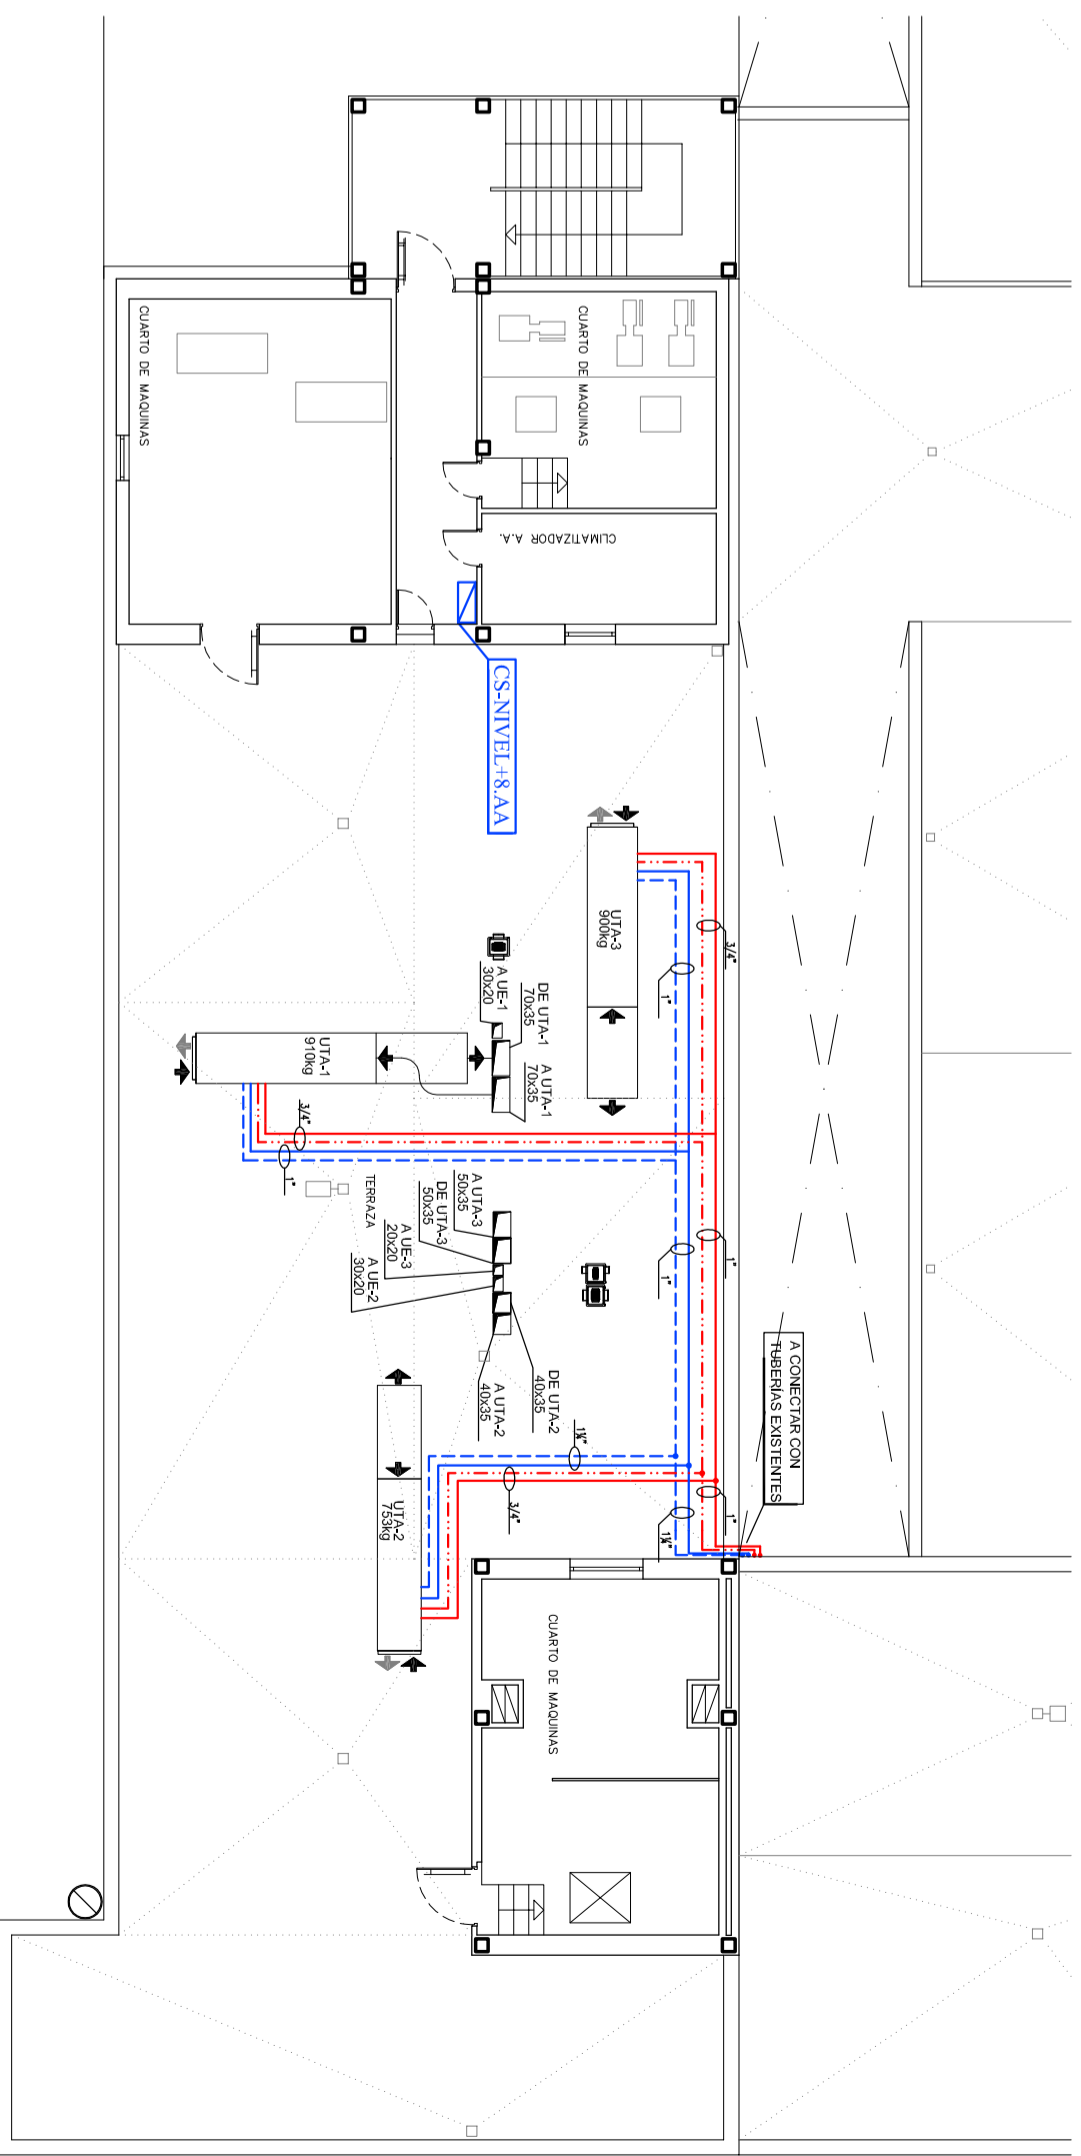 CUARTO DE MAQUINAS
CUARTO DE MAQUINAS
CLIMATIZADOR A.A.
CS-NIVEL+8.AA
UTA-3
900kg
3/4"
1"
A UE-1
30x20
DE UTA-1
70x35
A UTA-1
70x35
UTA-1
910kg
3/4"
1"
TERRAZA
A UTA-3
50x35
DE UTA-3
50x35
A UE-3
20x20
A UE-2
30x20
1"
1"
DE UTA-2
40x35
A UTA-2
40x35
A CONECTAR CON
TUBERÍAS EXISTENTES
1¼"
3/4"
1"
1¼"
UTA-2
753kg
CUARTO DE MAQUINAS